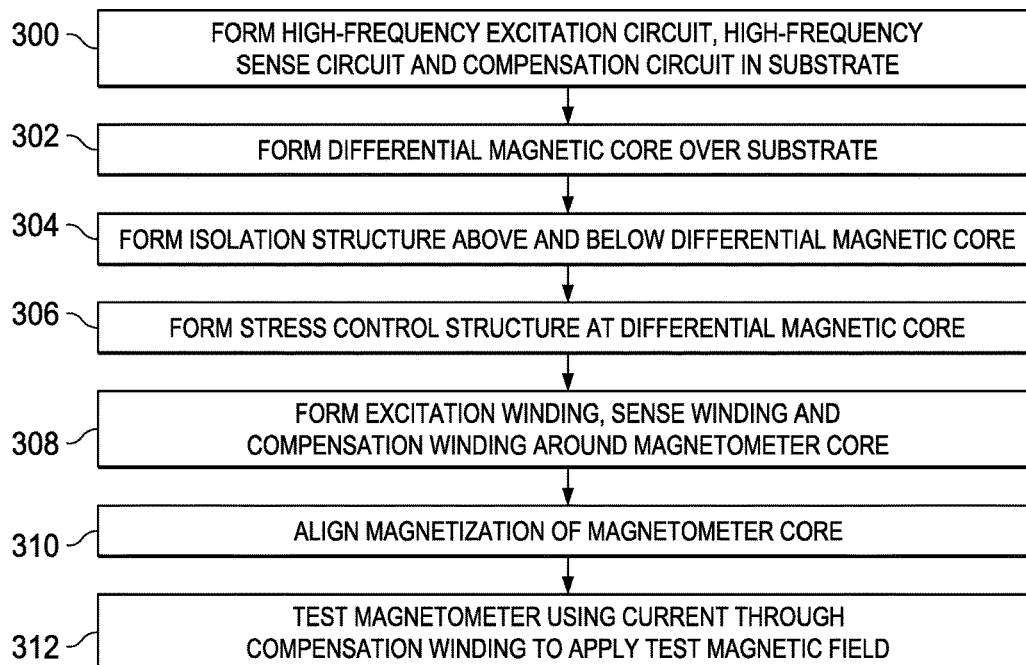 300
FORM HIGH-FREQUENCY EXCITATION CIRCUIT, HIGH-FREQUENCY
SENSE CIRCUIT AND COMPENSATION CIRCUIT IN SUBSTRATE
302
FORM DIFFERENTIAL MAGNETIC CORE OVER SUBSTRATE
304
FORM ISOLATION STRUCTURE ABOVE AND BELOW DIFFERENTIAL MAGNETIC CORE
306
FORM STRESS CONTROL STRUCTURE AT DIFFERENTIAL MAGNETIC CORE
308
FORM EXCITATION WINDING, SENSE WINDING AND
COMPENSATION WINDING AROUND MAGNETOMETER CORE
310
ALIGN MAGNETIZATION OF MAGNETOMETER CORE
312
TEST MAGNETOMETER USING CURRENT THROUGH
COMPENSATION WINDING TO APPLY TEST MAGNETIC FIELD